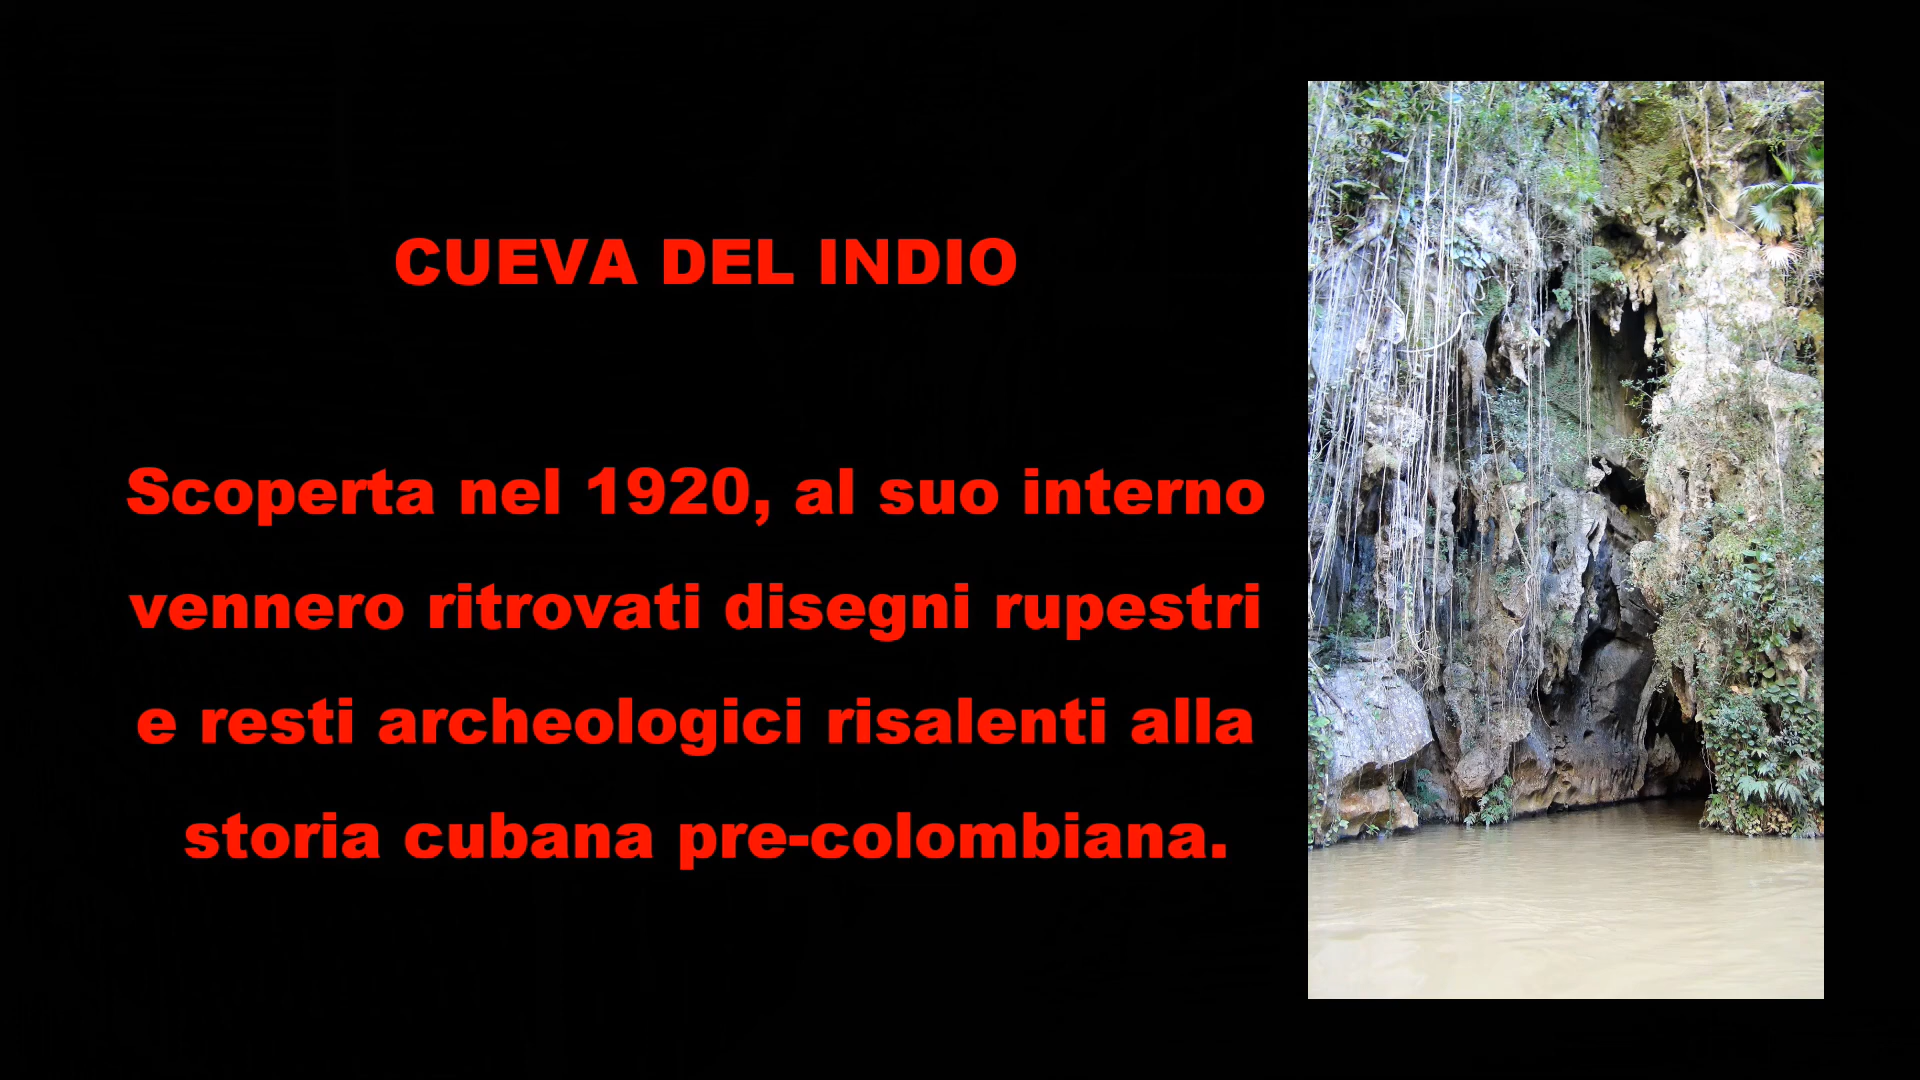 CUEVA DEL INDIO
Scoperta nel 1920, al suo interno
vennero ritrovati disegni rupestri
e resti archeologici risalenti alla
storia cubana pre-colombiana.